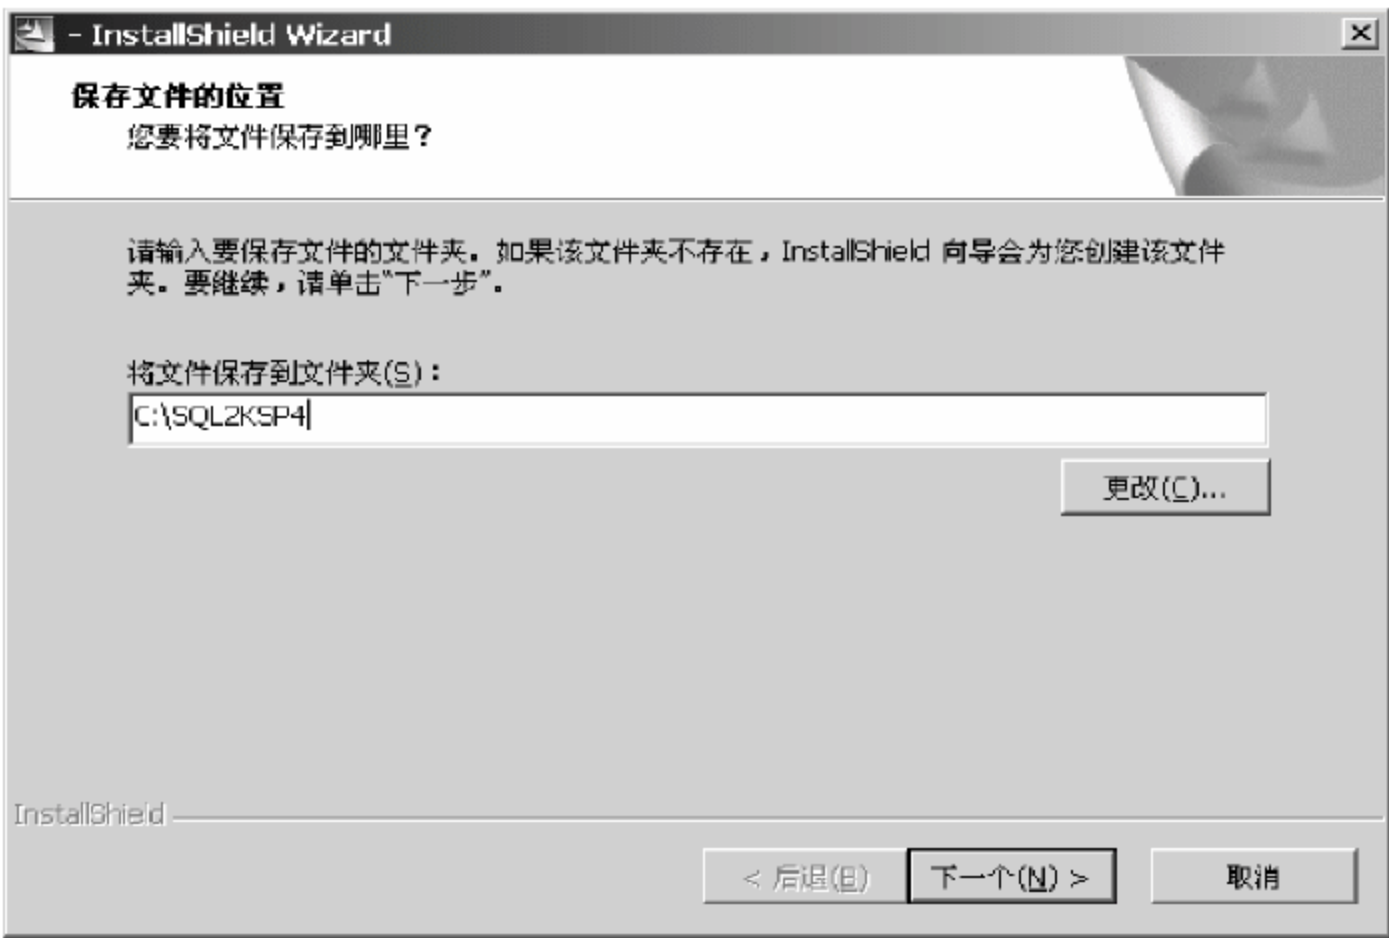 - InstallShield Wizard
保存文件的位置
您要将文件保存到哪里？
请输入要保存文件的文件夹。如果该文件夹不存在，InstallShield 向导会为您创建该文件
夹。要继续，请单击“下一步”。
将文件保存到文件夹(S)：
C:\SQL2KSP4
更改(C)...
InstallShield
< 后退(B)
下一个(N) >
取消